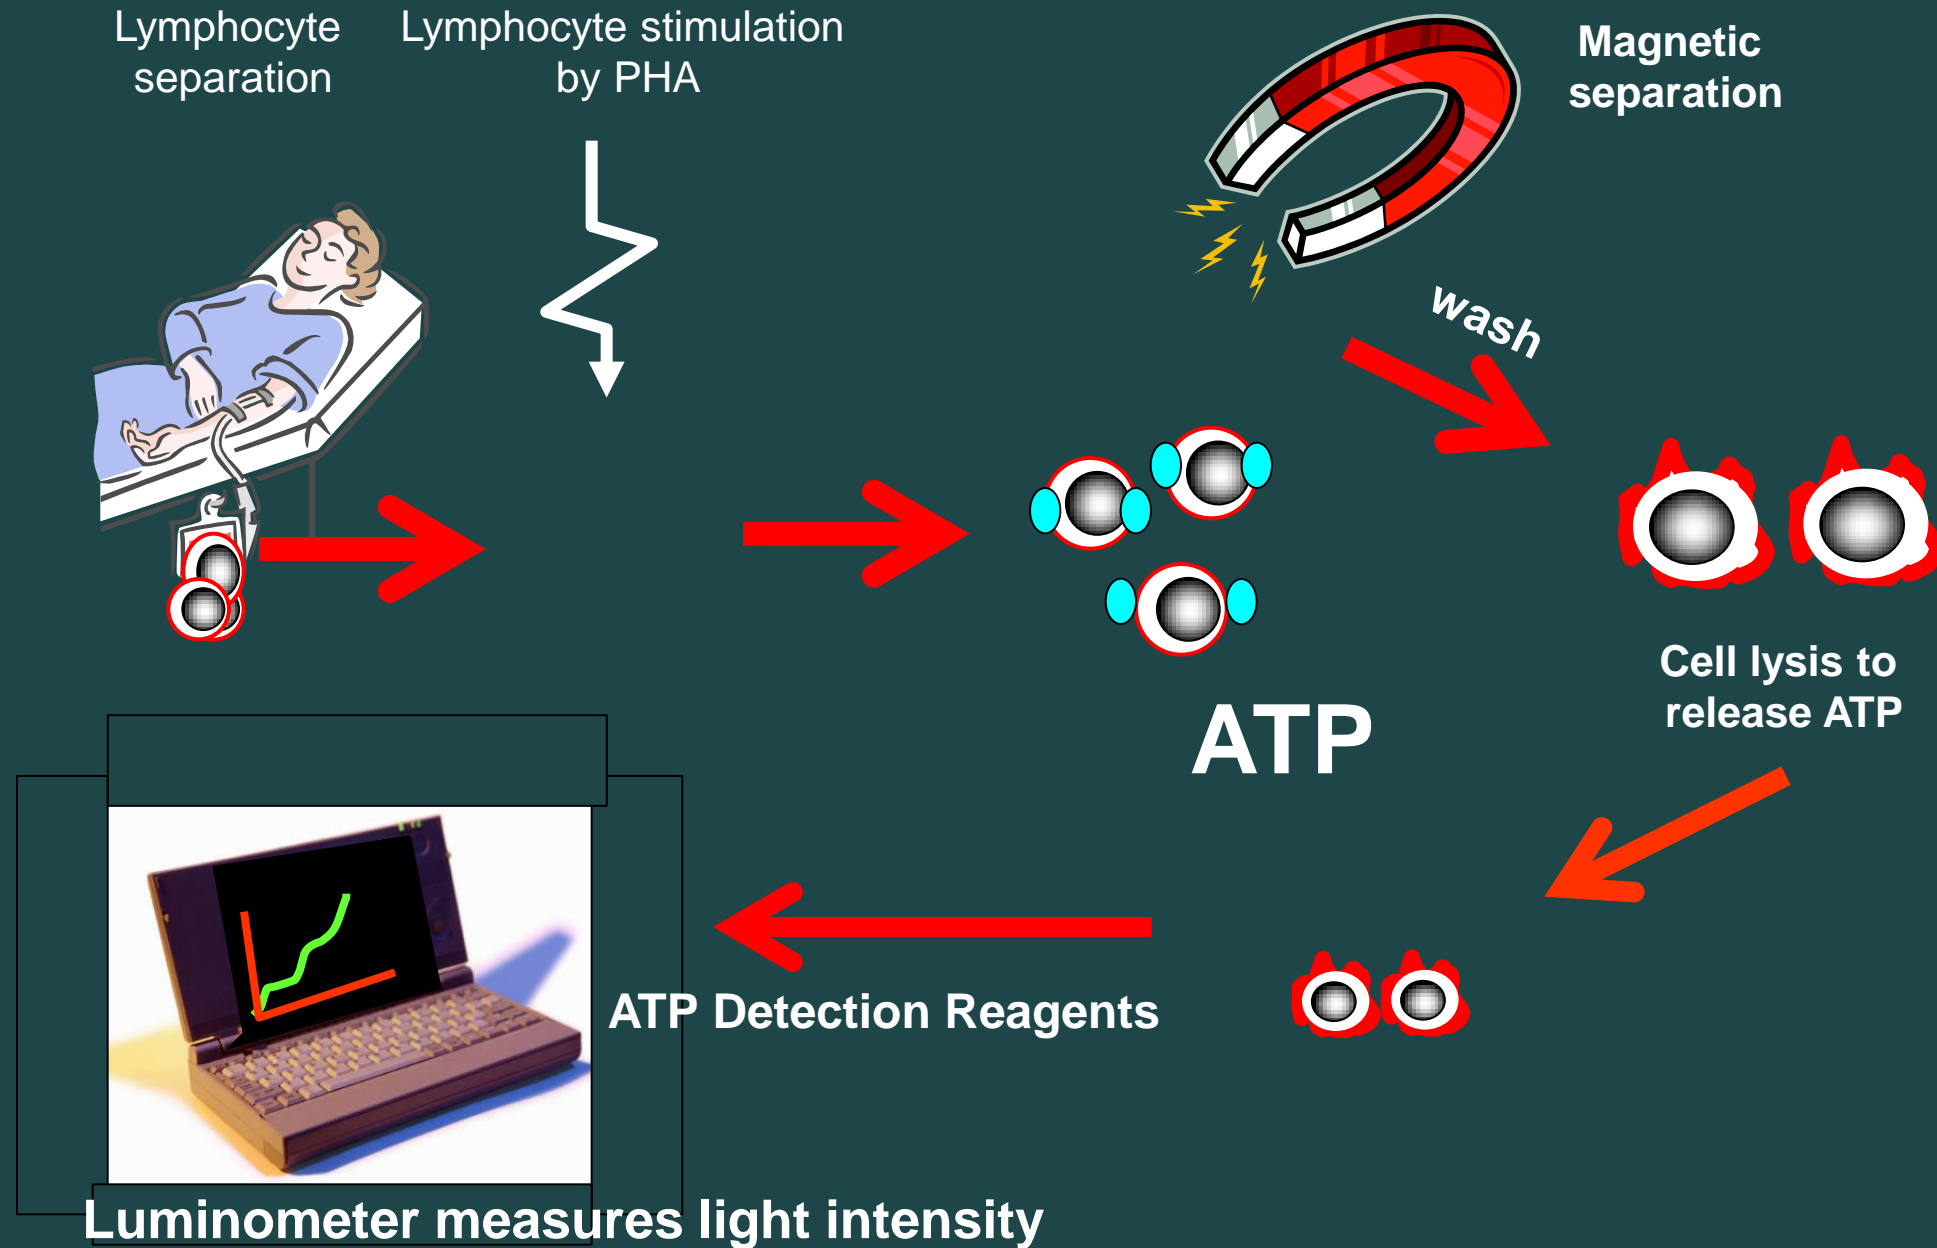 Lymphocyte
separation
Lymphocyte stimulation
by PHA
Magnetic
separation
wash
Cell lysis to
release ATP
ATP
ATP Detection Reagents
Luminometer measures light intensity